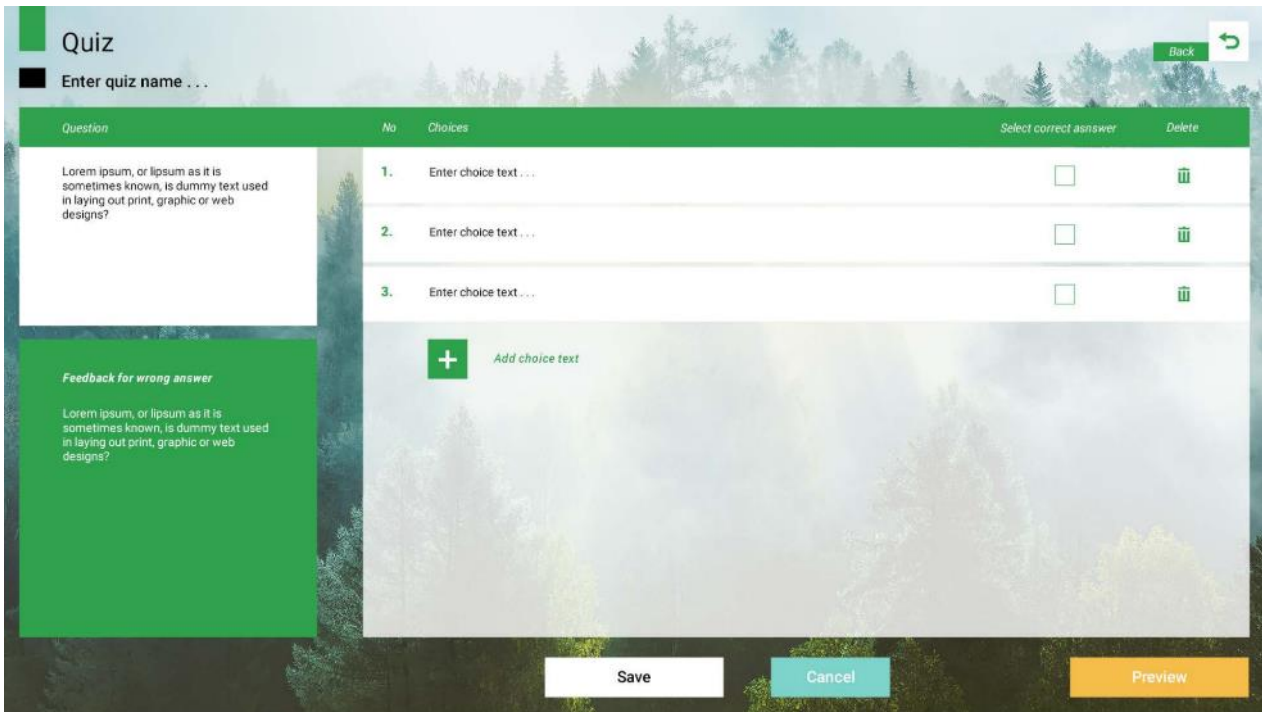 Quiz
Back
Enter quiz name . . .
Question
No
Choices
Select correct asnswer
Delete
Lorem ipsum, or lipsum as it is
sometimes known, is dummy text used
in laying out print, graphic or web
designs?
1.
Enter choice text . . .
2.
Enter choice text . . .
3.
Enter choice text . . .
Add choice text
Feedback for wrong answer
Lorem ipsum, or lipsum as it is
sometimes known, is dummy text used
in laying out print, graphic or web
designs?
Save
Cancel
Preview